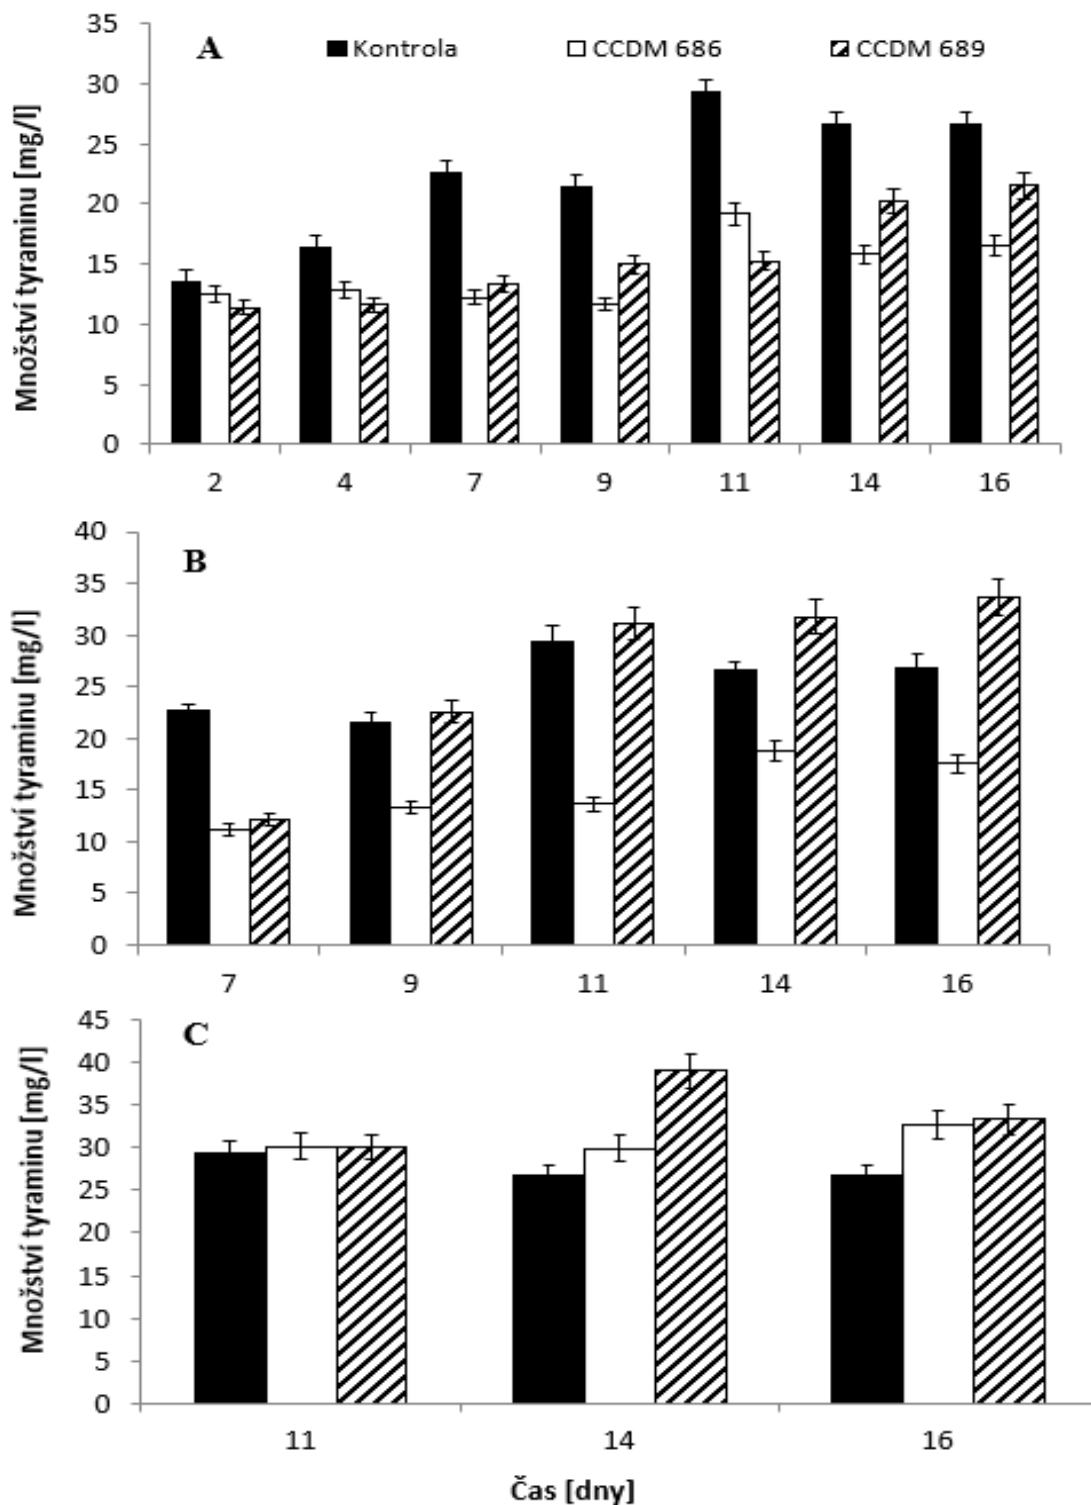 A
Kontrola CCDM 686 CCDM 689
Množství tyraminu [mg/l]
35
30
25
20
15
10
5
0
2 4 7 9 11 14 16
B
Množství tyraminu [mg/l]
40
35
30
25
20
15
10
5
0
7 9 11 14 16
C
Množství tyraminu [mg/l]
45
40
35
30
25
20
15
10
5
0
11 14 16
Čas [dny]